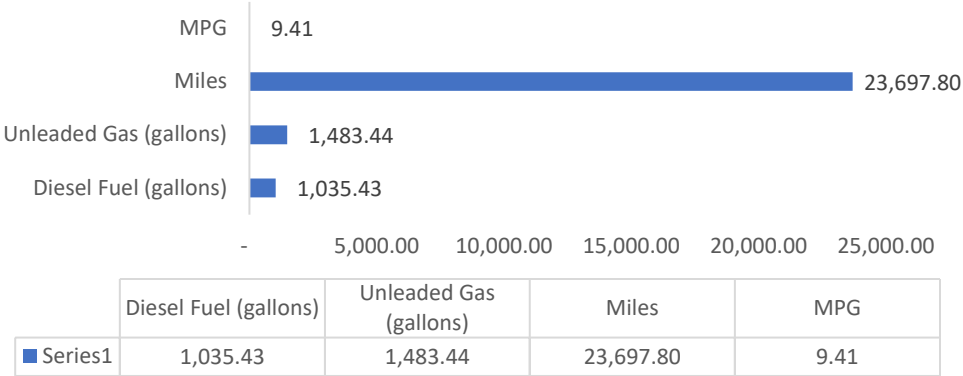 MPG 9.41
Miles 23,697.80
Unleaded Gas (gallons) 1,483.44
Diesel Fuel (gallons) 1,035.43
- 5,000.00 10,000.00 15,000.00 20,000.00 25,000.00
Diesel Fuel (gallons) Unleaded Gas (gallons) Miles MPG
Series1 1,035.43 1,483.44 23,697.80 9.41